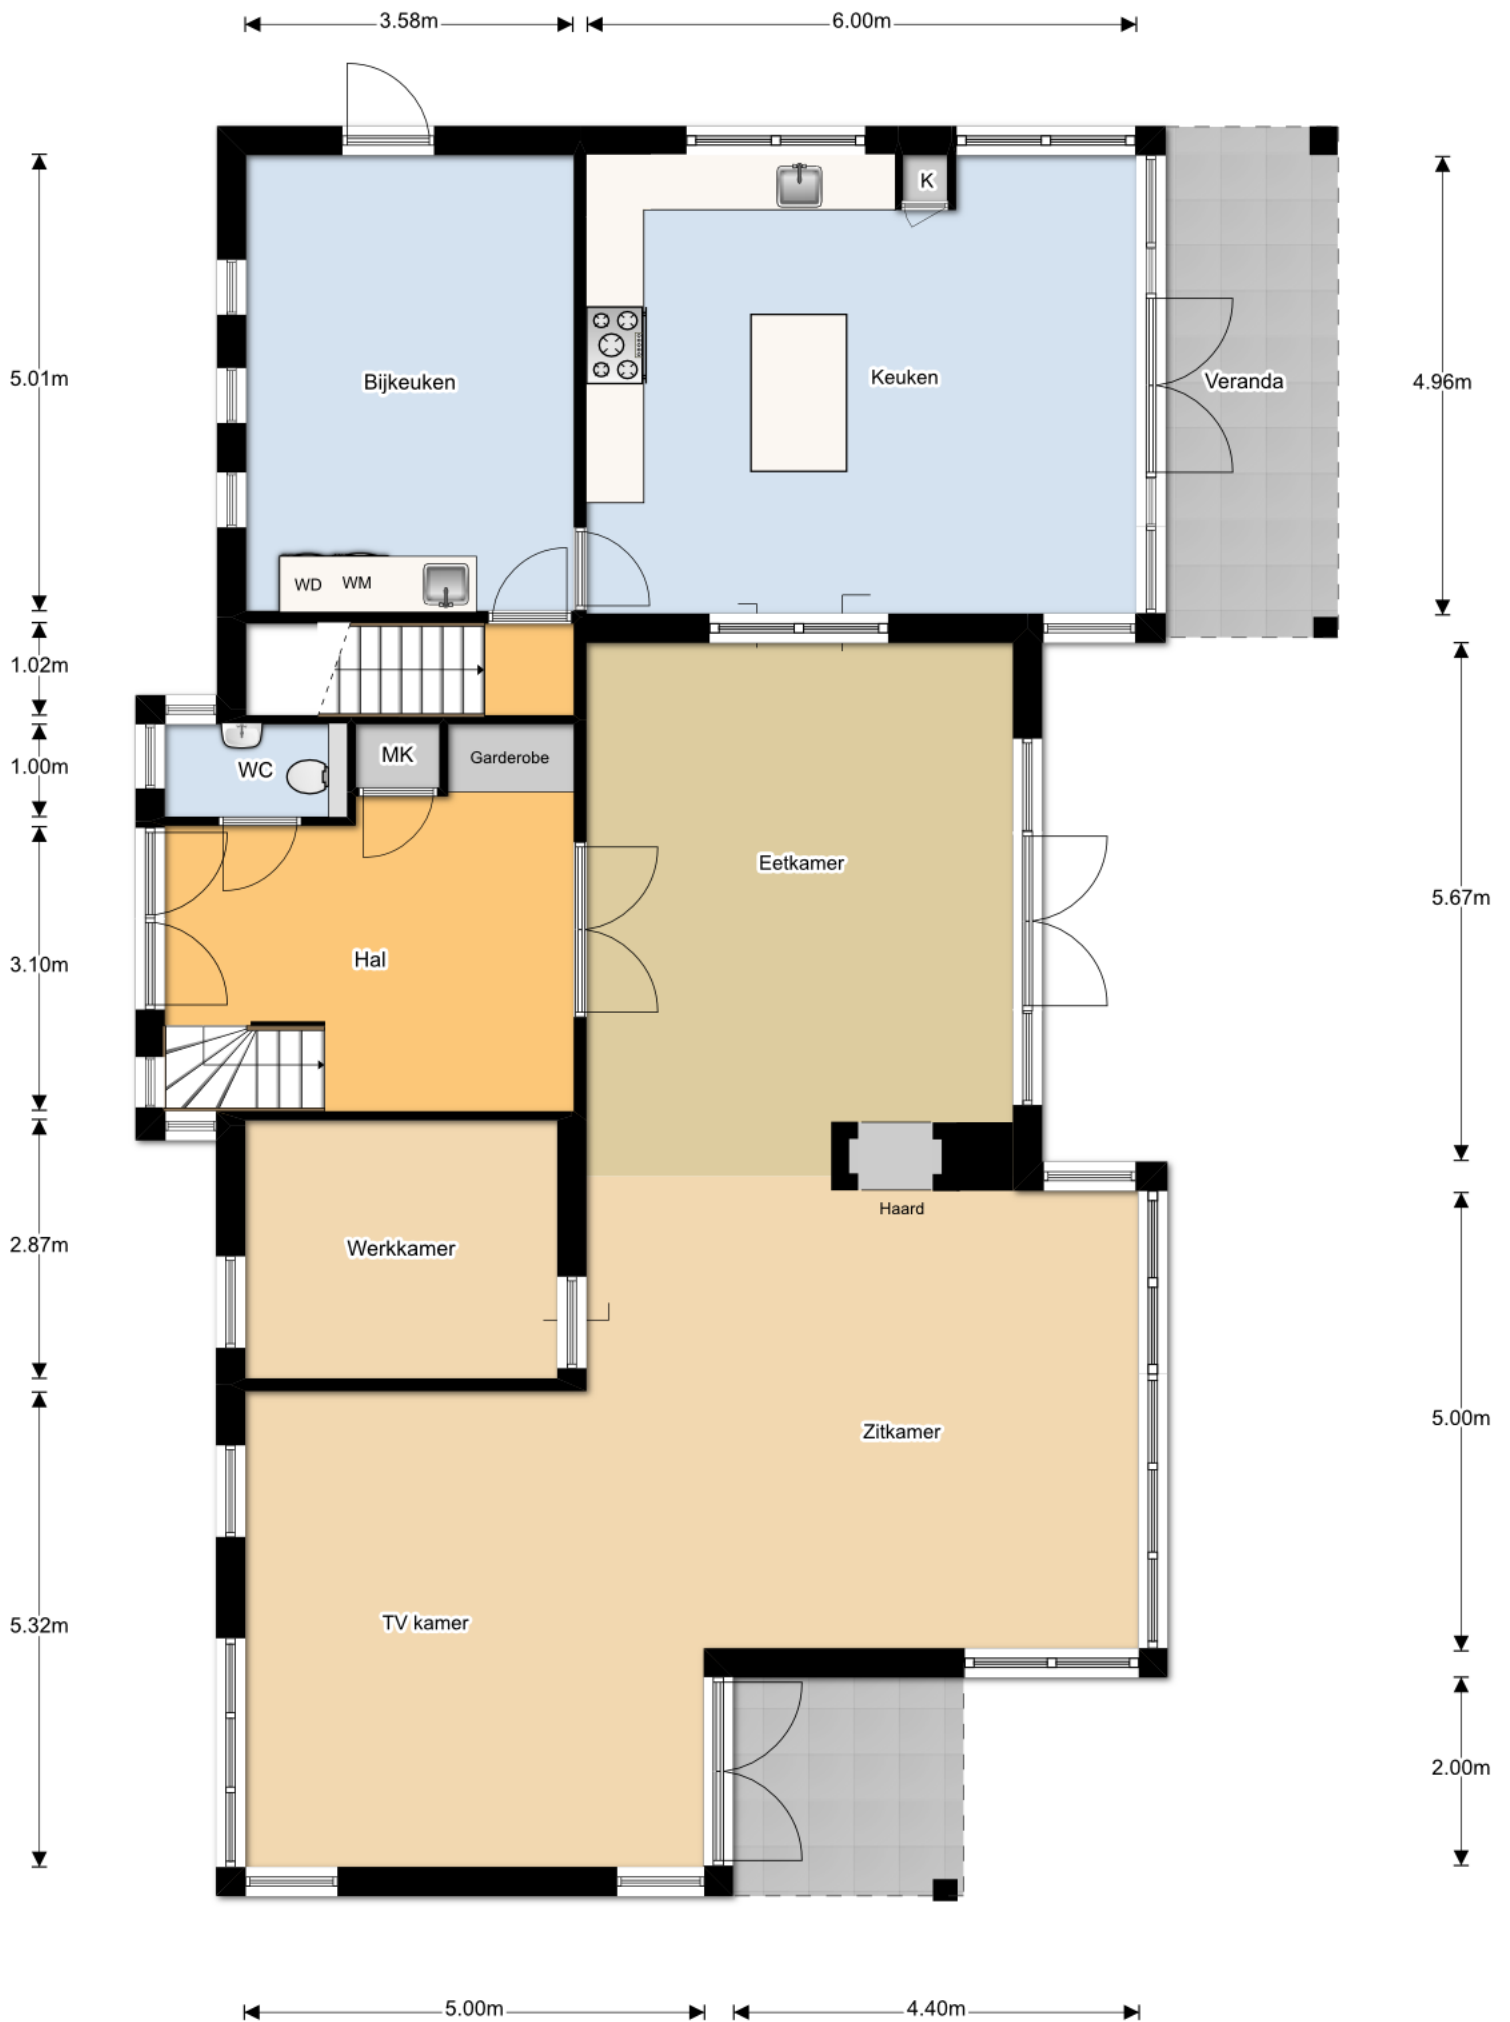 3.58m
6.00m
K
5.01m
Bijkeuken
Keuken
Veranda
4.96m
WD
WM
1.02m
1.00m
WC
MK
Garderobe
Eetkamer
5.67m
3.10m
Hal
Haard
2.87m
Werkkamer
Zitkamer
5.00m
5.32m
TV kamer
2.00m
5.00m
4.40m